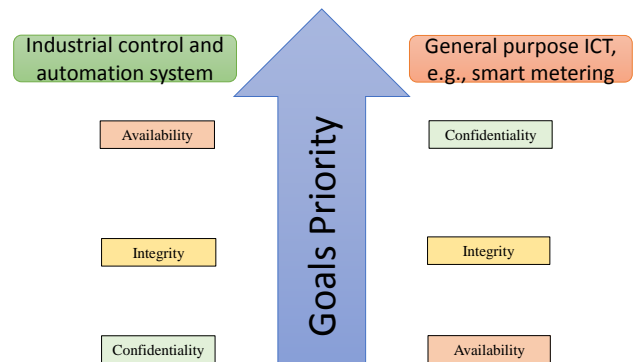 Industrial control and
automation system
General purpose ICT,
e.g., smart metering
Goals Priority
Availability
Confidentiality
Integrity
Integrity
Confidentiality
Availability